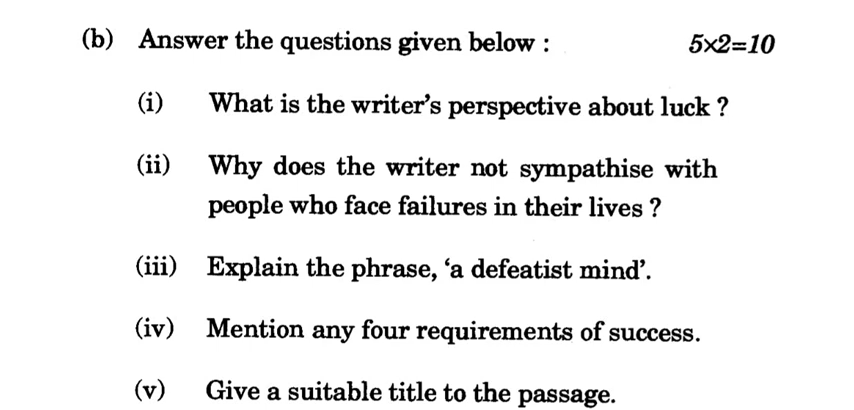 (b) Answer the questions given below : 5×2=10
(i) What is the writer's perspective about luck ?
(ii) Why does the writer not sympathise with
people who face failures in their lives ?
(iii) Explain the phrase, ‘a defeatist mind’.
(iv) Mention any four requirements of success.
(v) Give a suitable title to the passage.